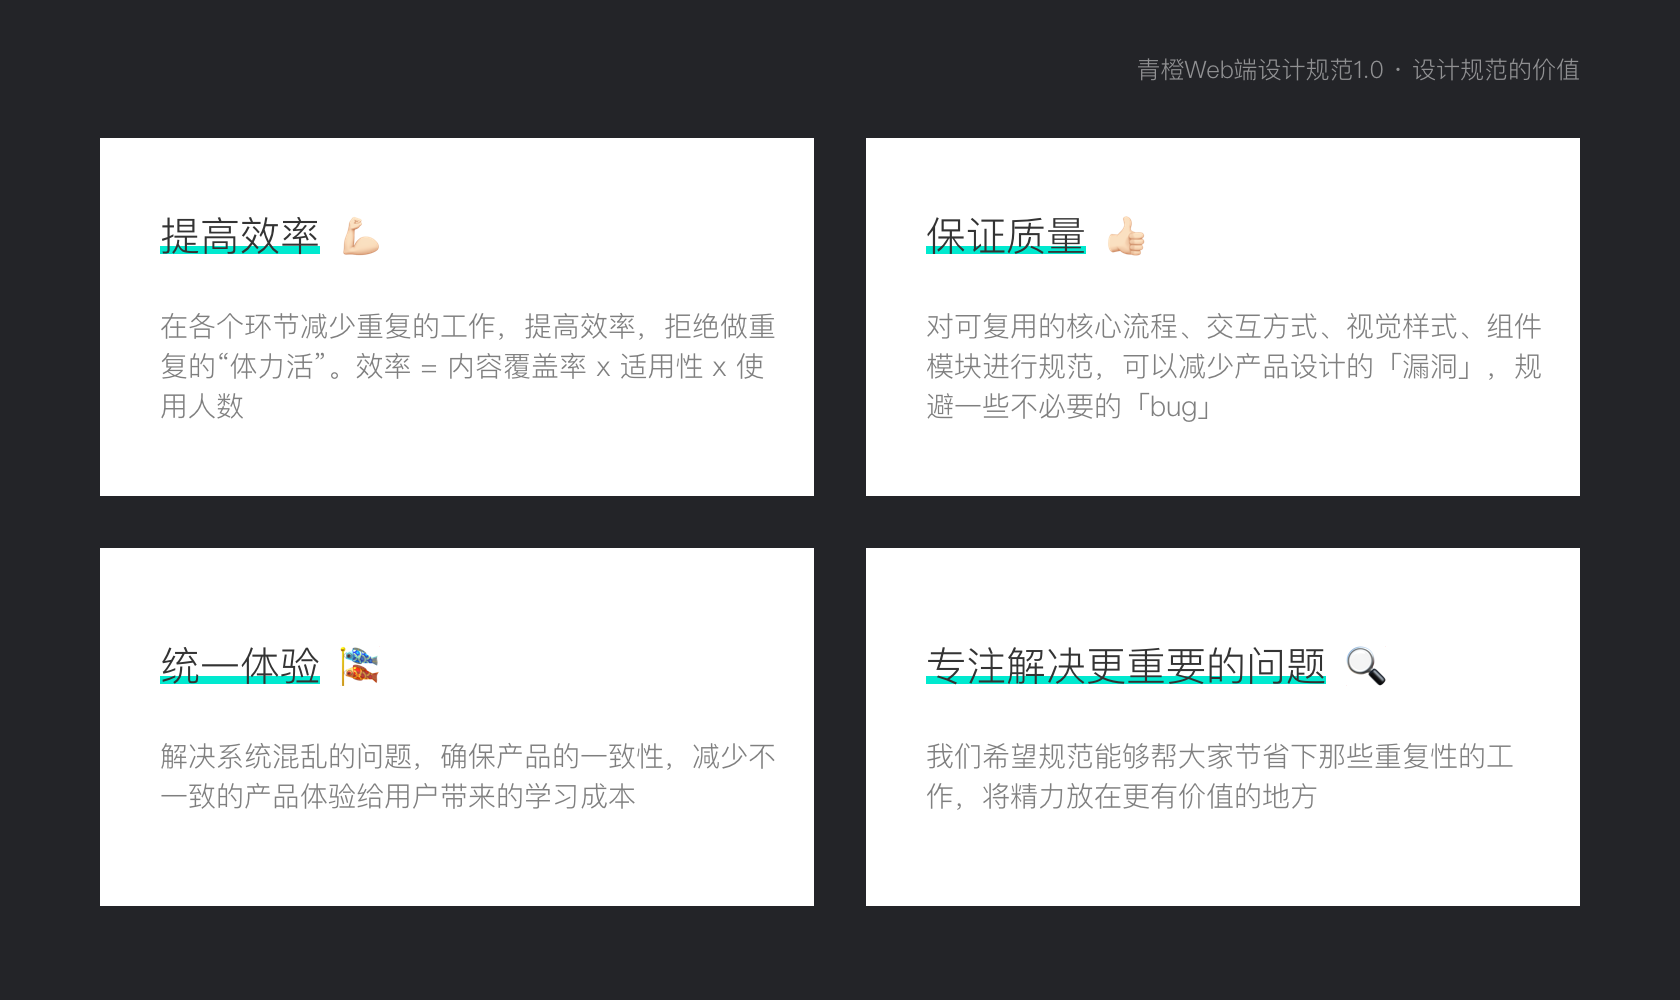 青橙Web端设计规范1.0 · 设计规范的价值
提高效率 💪🏻
在各个环节减少重复的工作，提高效率，拒绝做重
复的“体力活”。效率 = 内容覆盖率 x 适用性 x 使
用人数
保证质量 👍🏻
对可复用的核心流程、交互方式、视觉样式、组件
模块进行规范，可以减少产品设计的「漏洞」，规
避一些不必要的「bug」
统一体验 🎏
解决系统混乱的问题，确保产品的一致性，减少不
一致的产品体验给用户带来的学习成本
专注解决更重要的问题 🔍
我们希望规范能够帮大家节省下那些重复性的工
作，将精力放在更有价值的地方